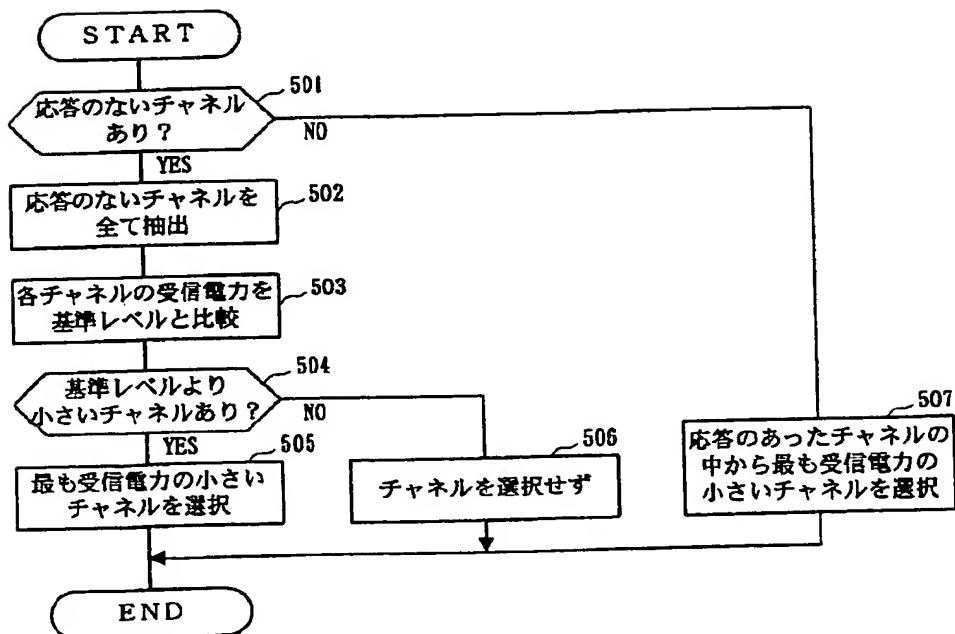 START
501
応答のないチャネル
あり？
NO
YES
応答のないチャネルを
全て抽出
502
各チャネルの受信電力を
基準レベルと比較
503
504
基準レベルより
小さいチャネルあり？
NO
YES
505
最も受信電力の小さい
チャネルを選択
506
チャネルを選択せず
507
応答のあったチャネルの
中から最も受信電力の
小さいチャネルを選択
END